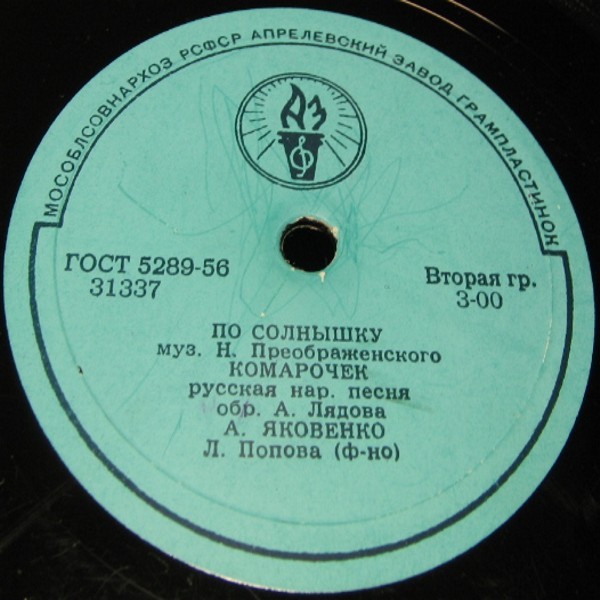 МОСОБЛСОВНАРХОЗ РСФСР АПРЕЛЕВСКИЙ ЗАВОД ГРАМПЛАСТИНОК
АЗ
ГОСТ 5289-56
31337
Вторая гр.
3-00
ПО СОЛНЫШКУ
муз. Н. Преображенского
КОМАРОЧЕК
русская нар. песня
обр. А. Лядова
А. ЯКОВЕНКО
Л. Попова (ф-но)